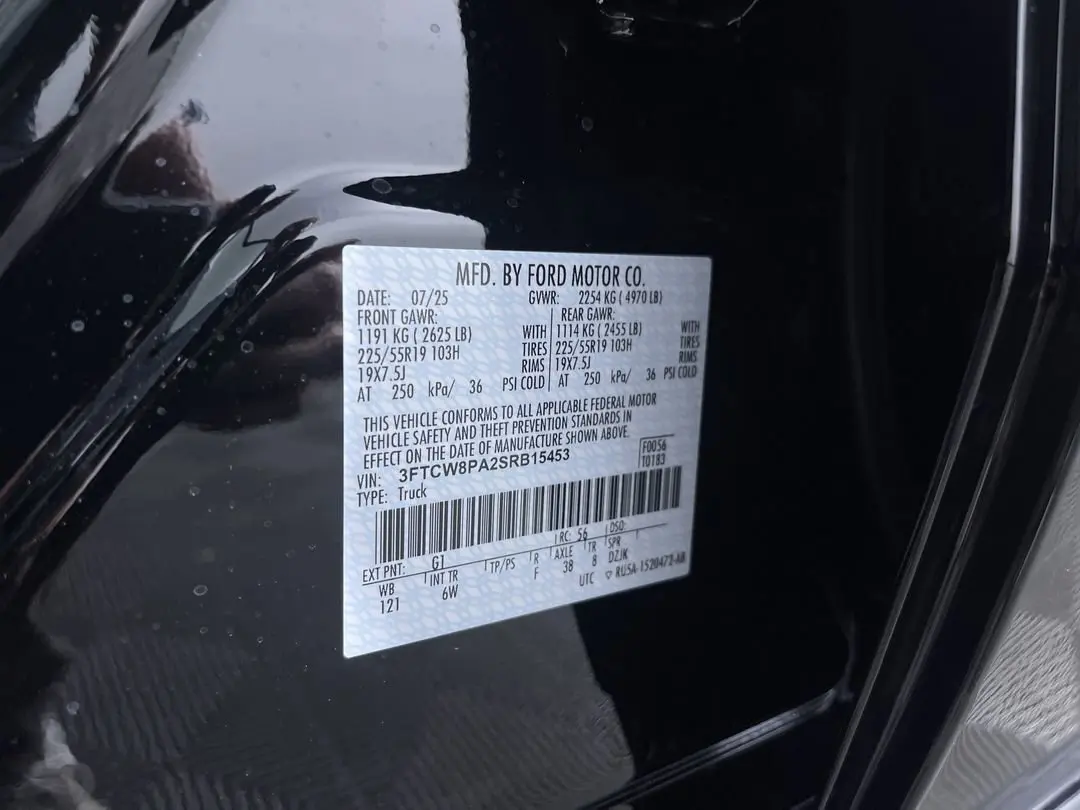 MFD. BY FORD MOTOR CO.
DATE: 07/25 GVWR: 2254 KG ( 4970 LB)
FRONT GAWR: REAR GAWR:
1191 KG ( 2625 LB) WITH 1114 KG ( 2455 LB) WITH
225/55R19 103H TIRES 225/55R19 103H TIRES
19X7.5J RIMS 19X7.5J RIMS
AT 250 kPa/ 36 PSI COLD AT 250 kPa/ 36 PSI COLD
THIS VEHICLE CONFORMS TO ALL APPLICABLE FEDERAL MOTOR
VEHICLE SAFETY AND THEFT PREVENTION STANDARDS IN
EFFECT ON THE DATE OF MANUFACTURE SHOWN ABOVE.
F0056
VIN: 3FTCW8PA2SRB15453 T0183
TYPE: Truck
EXT PNT: G1 RC: 56 DSO:
WB INT TR TP/PS R AXLE TR SPR
121 6W F 38 8 DZJK
UTC ▽ RU5A-1520472-AB